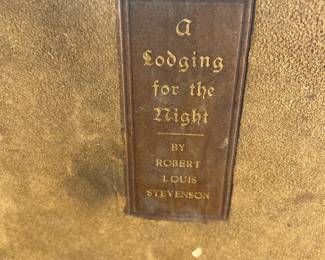 A
Lodging
for the
Night
BY
ROBERT
LOUIS
STEVENSON